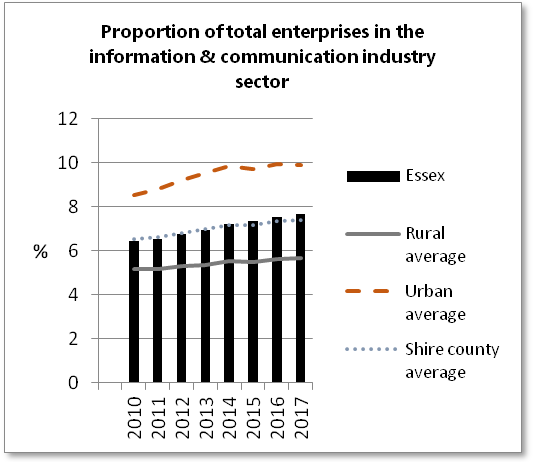 Proportion of total enterprises in the
information & communication industry
sector
12
10
8
6
4
2
0
%
2010
2011
2012
2013
2014
2015
2016
2017
Essex
Rural
average
Urban
average
Shire county
average